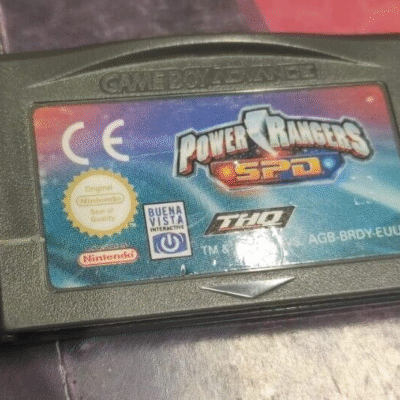 GAME BOY ADVANCE
CE
POWER RANGERS
SPD
Original
Nintendo
Seal of
Quality
BUENA
VISTA
INTERACTIVE
THQ
Nintendo
TM &
AGB-BRDY-EUU